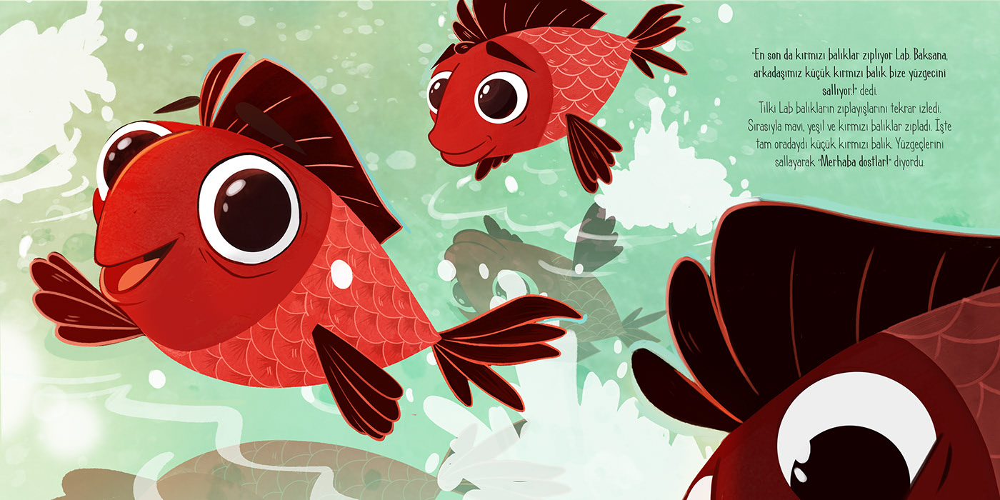 "En son da kırmızı balıklar zıplıyor Lab. Baksana,
arkadaşımız küçük kırmızı balık bize yüzgecini
sallıyor!" dedi.
Tilki Lab balıkların zıplayışlarını tekrar izledi.
Sırasıyla mavi, yeşil ve kırmızı balıklar zıpladı. İşte
tam oradaydı küçük kırmızı balık. Yüzgeçlerini
sallayarak "Merhaba dostlar!" diyordu.